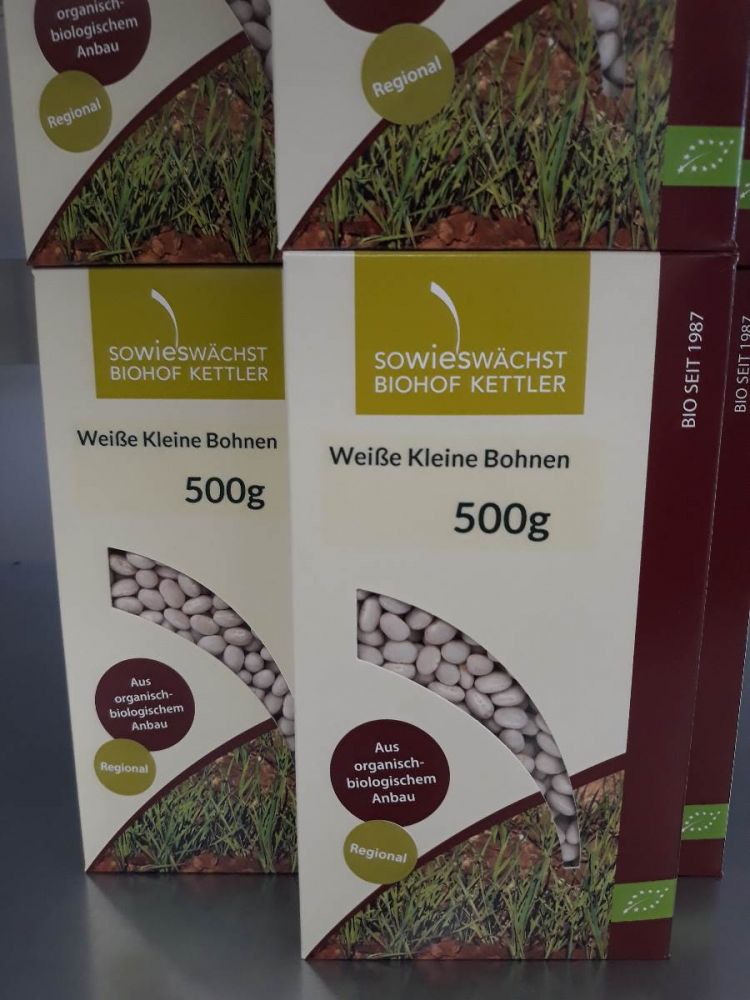 organisch-
biologischem
Anbau
Regional
Regional
SOWieSWÄCHST
BIOHOF KETTLER
Weiße Kleine Bohnen
500g
Aus
organisch-
biologischem
Anbau
Regional
SOWieSWÄCHST
BIOHOF KETTLER
Weiße Kleine Bohnen
500g
Aus
organisch-
biologischem
Anbau
Regional
BIO SEIT 1987
BIO SEIT 1987